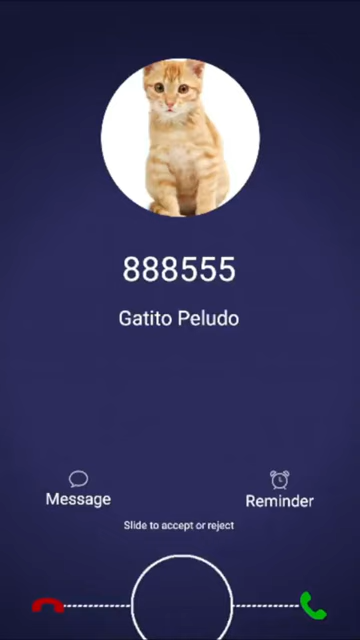 888555
Gatito Peludo
Message
Reminder
Slide to accept or reject